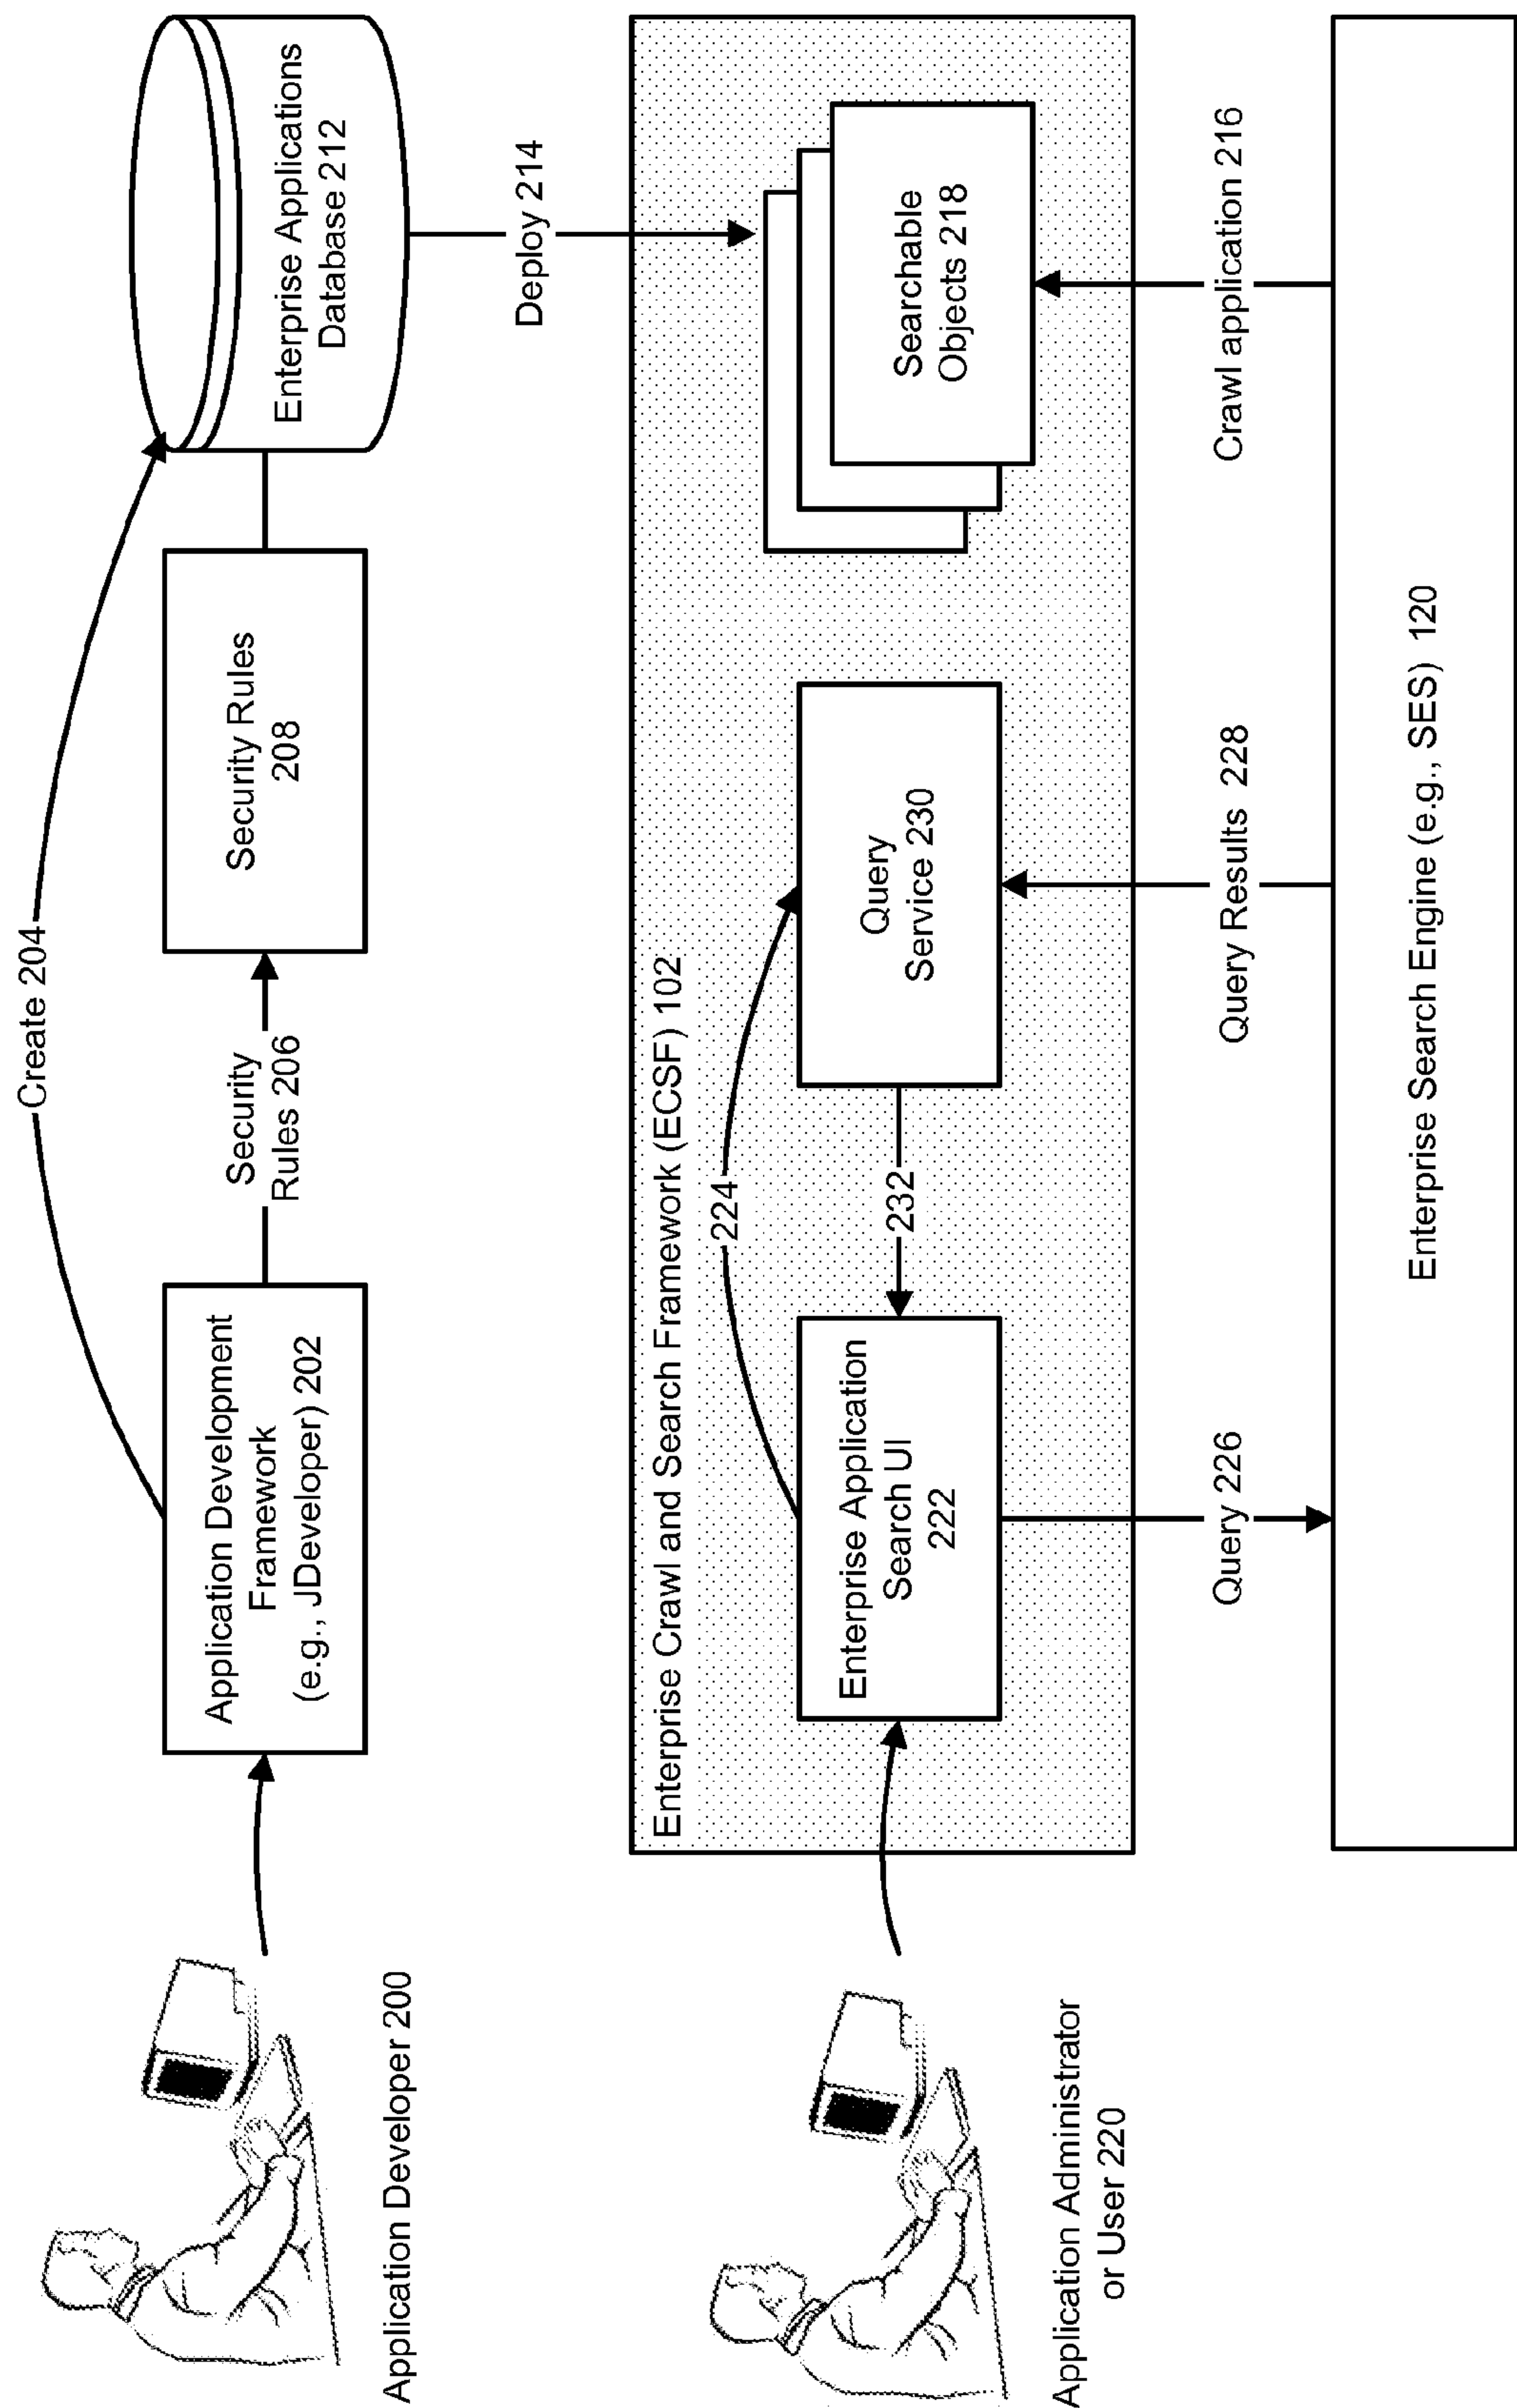 Create 204
Application Development
Framework
(e.g., JDeveloper) 202
Security
Rules 206
Security Rules
208
Enterprise Applications
Database 212
Application Developer 200
Deploy 214
Enterprise Crawl and Search Framework (ECSF) 102
224
Enterprise Application
Search UI
222
232
Query
Service 230
Searchable
Objects 218
Application Administrator
or User 220
Query 226
Query Results 228
Crawl application 216
Enterprise Search Engine (e.g., SES) 120